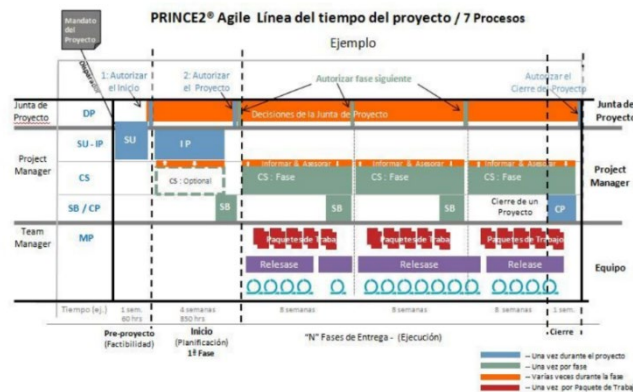 PRINCE2® Agile Línea del tiempo del proyecto / 7 Procesos
Ejemplo
Mandato del Proyecto
1: Autorizar el Inicio
2: Autorizar el Proyecto
Autorizar fase siguiente
Autorizar el Cierre del Proyecto
Junta de Proyecto
DP
Decisiones de la Junta de Proyecto
Junta de Proyecto
Project Manager
SU - IP
SU
IP
Informar & Asesorar
Informar & Asesorar
Informar & Asesorar
CS
CS : Optional
CS : Fase
CS : Fase
CS : Fase
Project Manager
SB / CP
SB
SB
SB
Cierre de un Proyecto
CP
Team Manager
MP
Paquetes de Trabaj
Paquetes de Trabaj
Paquetes de Trabajo
Relesase
Release
Release
Equipo
Tiempo (ej.)
1 sem.
60 hrs
4 semanas
850 hrs
8 semanas
8 semanas
8 semanas
1 sem.
Pre-proyecto
(Factibilidad)
Inicio
(Planificación)
1ª Fase
"N" Fases de Entrega - (Ejecución)
Cierre
-- Una vez durante el proyecto
-- Una vez por fase
-- Varias veces durante la fase
-- Una vez por Paquete de Trabajo